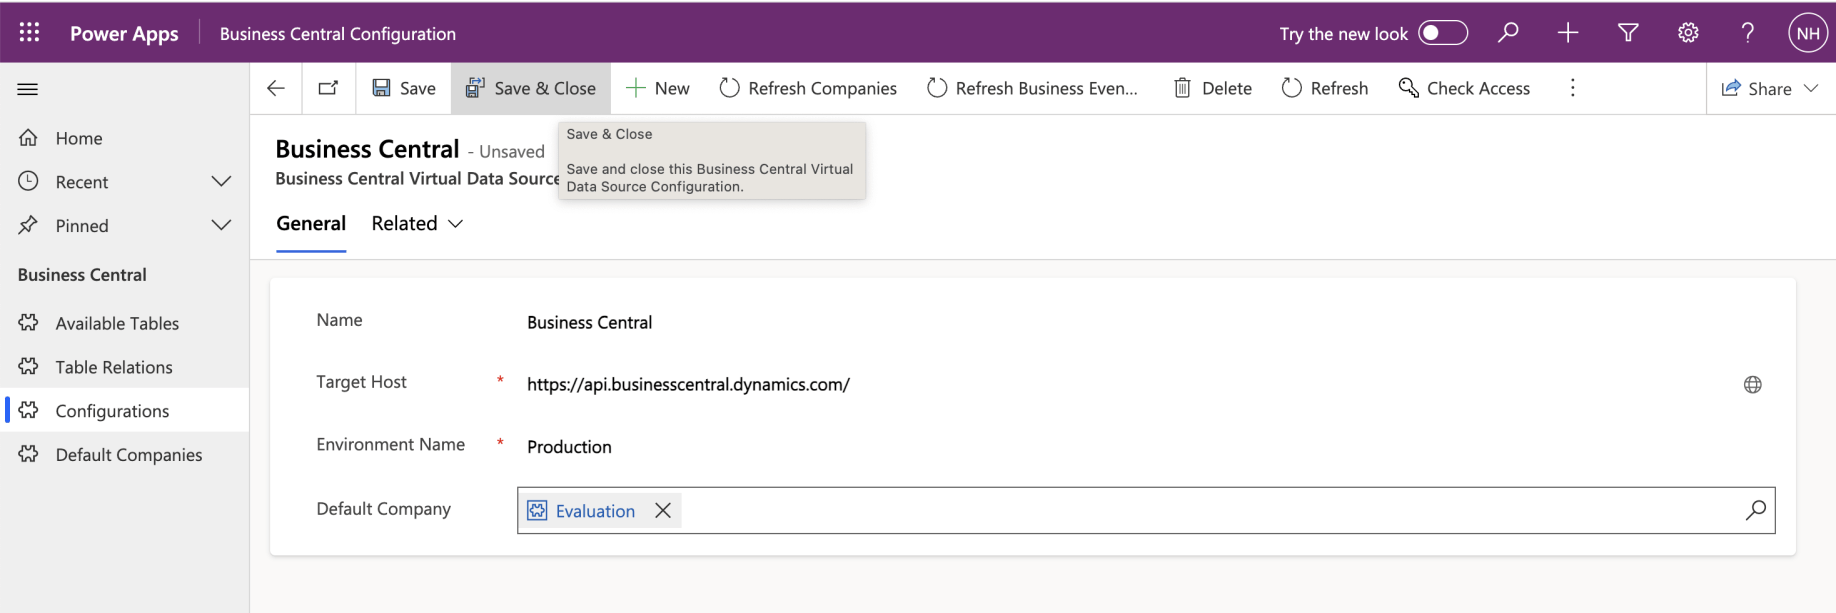 Power Apps
Business Central Configuration
Try the new look
NH
Save
Save & Close
New
Refresh Companies
Refresh Business Even...
Delete
Refresh
Check Access
Share
Home
Recent
Pinned
Business Central
Available Tables
Table Relations
Configurations
Default Companies
Business Central - Unsaved
Business Central Virtual Data Source
Save & Close
Save and close this Business Central Virtual
Data Source Configuration.
General
Related
Name
Business Central
Target Host *
https://api.businesscentral.dynamics.com/
Environment Name *
Production
Default Company
Evaluation